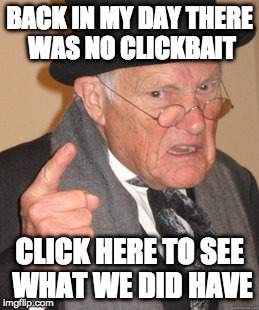 BACK IN MY DAY THERE
WAS NO CLICKBAIT
CLICK HERE TO SEE
WHAT WE DID HAVE
imgflip.com